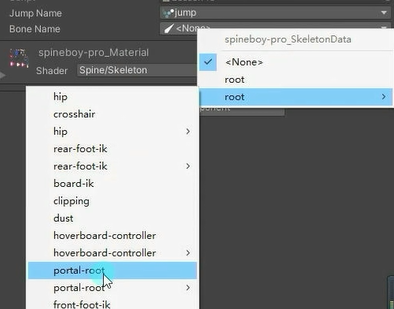 Jump Name
jump
Bone Name
<None>
spineboy-pro_Material
Shader
Spine/Skeleton
spineboy-pro_SkeletonData
<None>
root
root
hip
crosshair
hip
rear-foot-ik
rear-foot-ik
board-ik
clipping
dust
hoverboard-controller
hoverboard-controller
portal-root
portal-root
front-foot-ik